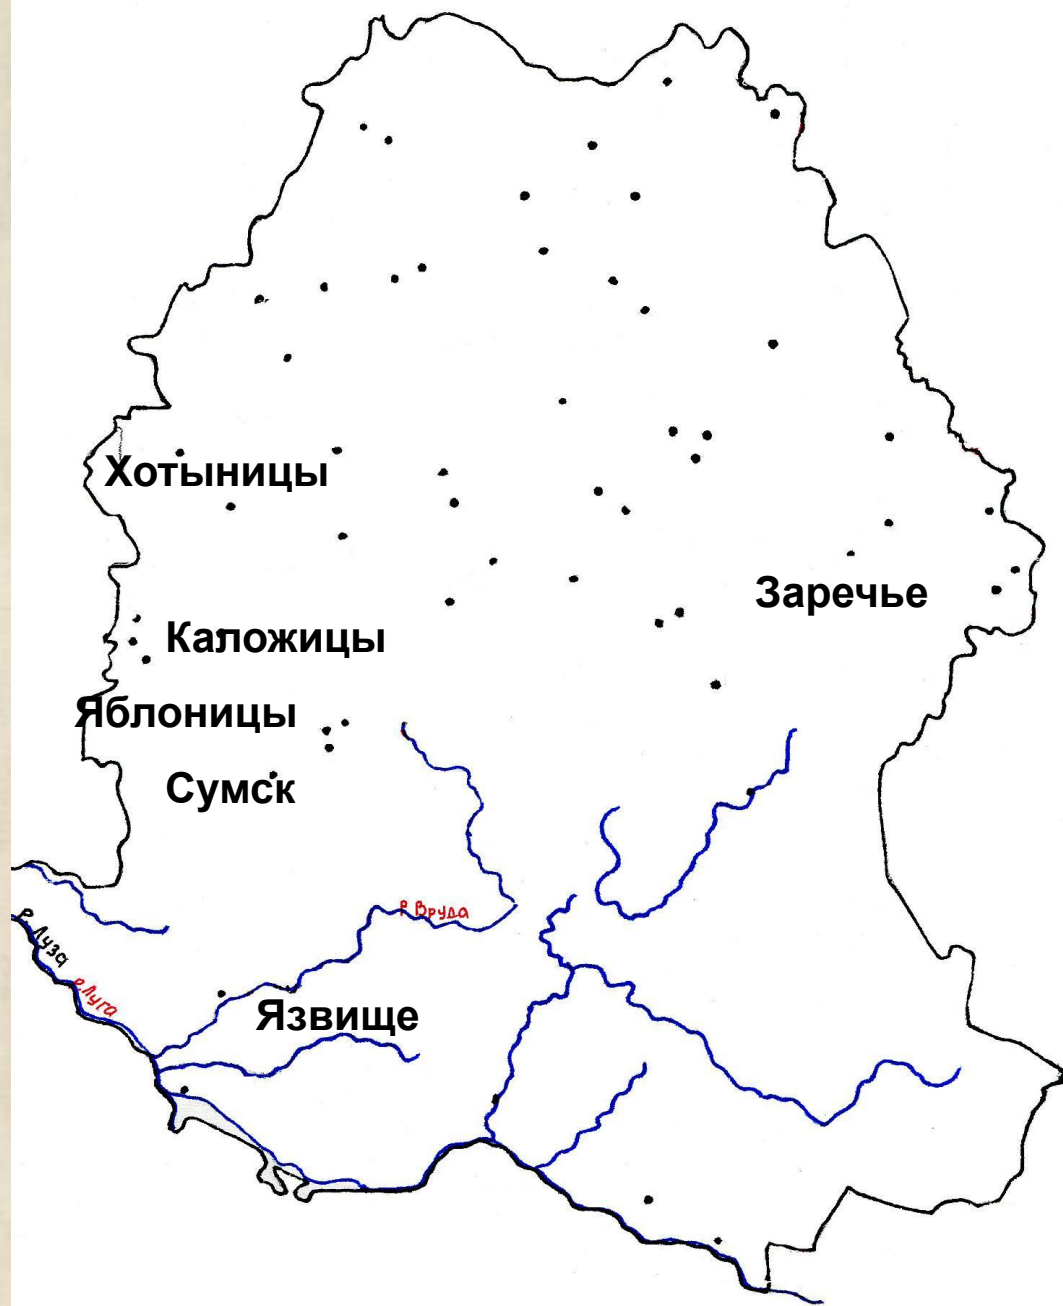 Хотыницы
Заречье
Каложицы
Яблоницы
Сумск
р Вруда
р Луза
р Луга
Язвище